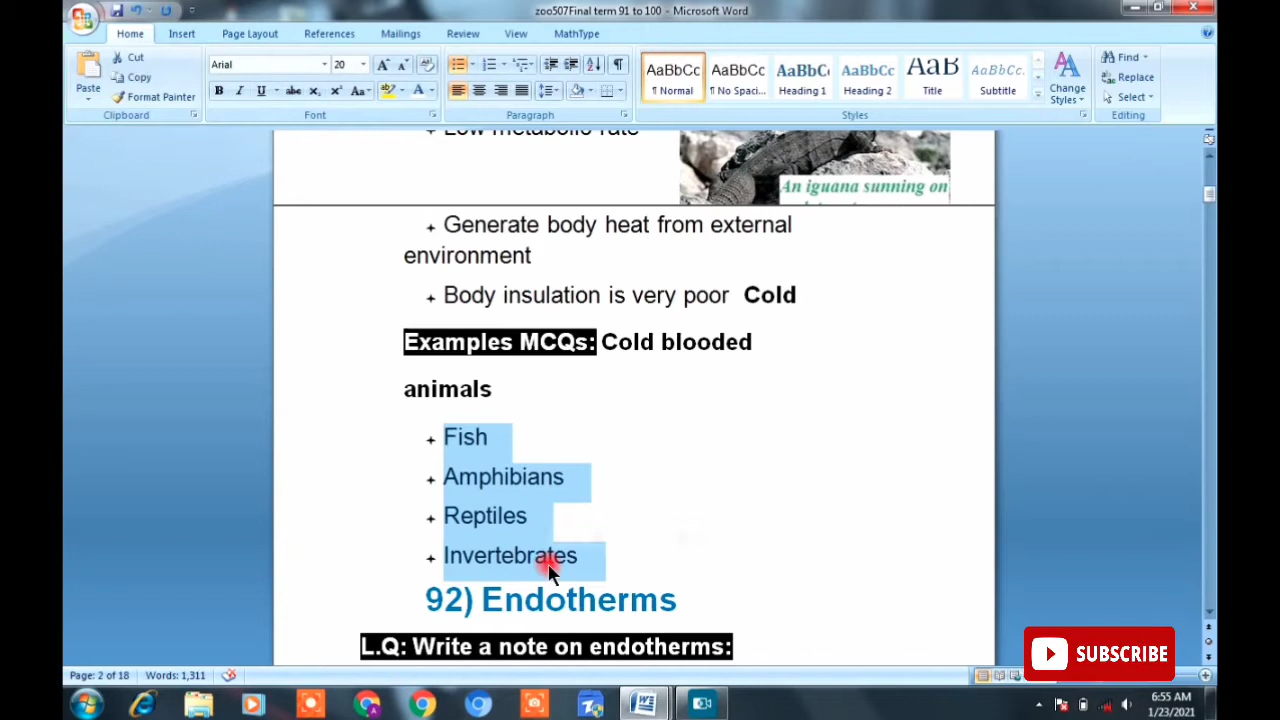 zoo507Final term 91 to 100 - Microsoft Word
Home Insert Page Layout References Mailings Review View MathType
Paste
Cut
Copy
Format Painter
Clipboard
Arial 20
Font
Paragraph
AaBbCc AaBbCc AaBbC AaBbCc AaB AaBbCc
¶ Normal ¶ No Spaci... Heading 1 Heading 2 Title Subtitle
Change Styles
Styles
Find
Replace
Select
Editing
Low metabolic rate
An iguana sunning on
Generate body heat from external
environment
Body insulation is very poor Cold
Examples MCQs: Cold blooded
animals
Fish
Amphibians
Reptiles
Invertebrates
92) Endotherms
L.Q: Write a note on endotherms:
SUBSCRIBE
Page: 2 of 18 Words: 1,311
6:55 AM
1/23/2021